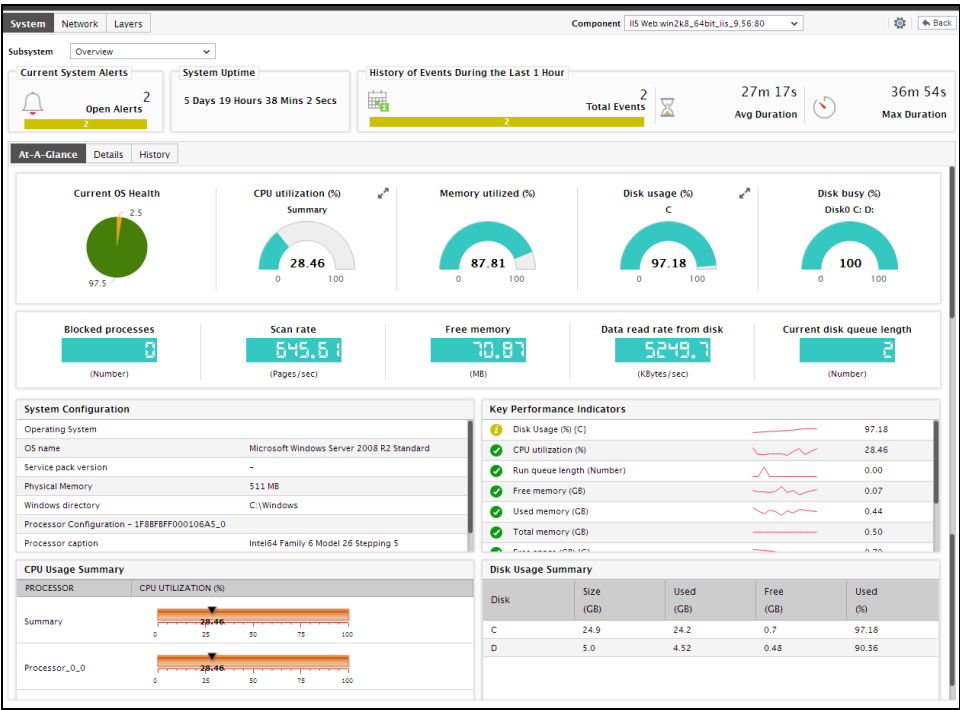 System Network Layers Component IIS Web:win2k8_64bit_iis_9.56:80 Back
Subsystem Overview
Current System Alerts System Uptime History of Events During the Last 1 Hour
2 5 Days 19 Hours 38 Mins 2 Secs 2 27m 17s 36m 54s
Open Alerts Total Events Avg Duration Max Duration
2 2
At-A-Glance Details History
Current OS Health CPU utilization (%) Memory utilized (%) Disk usage (%) Disk busy (%)
Summary C Disk0 C: D:
2.5
28.46 87.81 97.18 100
97.5 0 100 0 100 0 100 0 100
Blocked processes Scan rate Free memory Data read rate from disk Current disk queue length
0 645.61 70.87 5249.7 2
(Number) (Pages/sec) (MB) (KBytes/sec) (Number)
System Configuration
Operating System
OS name Microsoft Windows Server 2008 R2 Standard
Service pack version -
Physical Memory 511 MB
Windows directory C:\Windows
Processor Configuration - 1F8BFBFF000106A5_0
Processor caption Intel64 Family 6 Model 26 Stepping 5
Key Performance Indicators
Disk Usage (%) {C} 97.18
CPU utilization (%) 28.46
Run queue length (Number) 0.00
Free memory (GB) 0.07
Used memory (GB) 0.44
Total memory (GB) 0.50
CPU Usage Summary
PROCESSOR CPU UTILIZATION (%)
Summary 28.46
0 25 50 75 100
Processor_0_0 28.46
0 25 50 75 100
Disk Usage Summary
Disk Size (GB) Used (GB) Free (GB) Used (%)
C 24.9 24.2 0.7 97.18
D 5.0 4.52 0.48 90.36